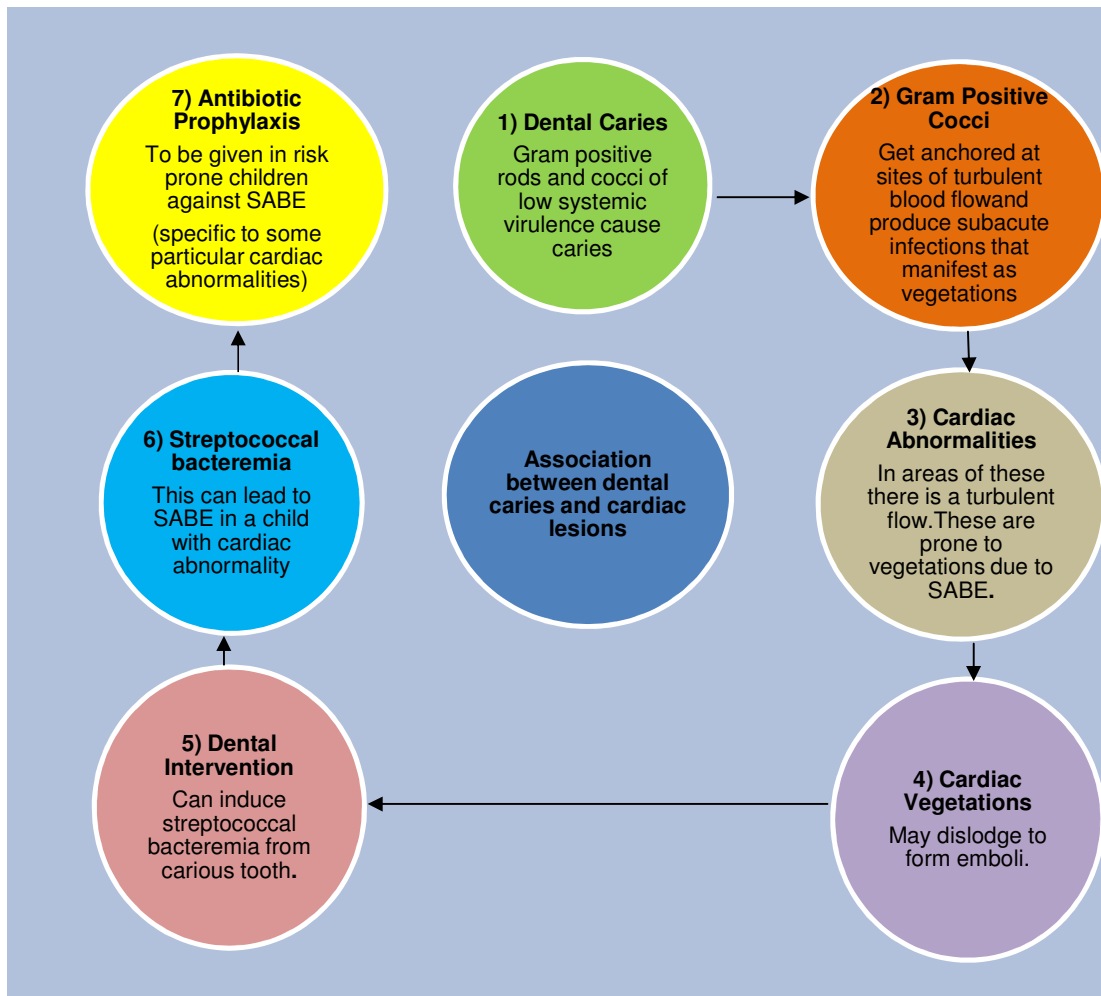 1) Dental Caries
Gram positive
rods and cocci of
low systemic
virulence cause
caries
2) Gram Positive
Cocci
Get anchored at
sites of turbulent
blood flowand
produce subacute
infections that
manifest as
vegetations
3) Cardiac
Abnormalities
In areas of these
there is a turbulent
flow.These are
prone to
vegetations due to
SABE.
4) Cardiac
Vegetations
May dislodge to
form emboli.
5) Dental
Intervention
Can induce
streptococcal
bacteremia from
carious tooth.
6) Streptococcal
bacteremia
This can lead to
SABE in a child
with cardiac
abnormality
7) Antibiotic
Prophylaxis
To be given in risk
prone children
against SABE
(specific to some
particular cardiac
abnormalities)
Association
between dental
caries and cardiac
lesions